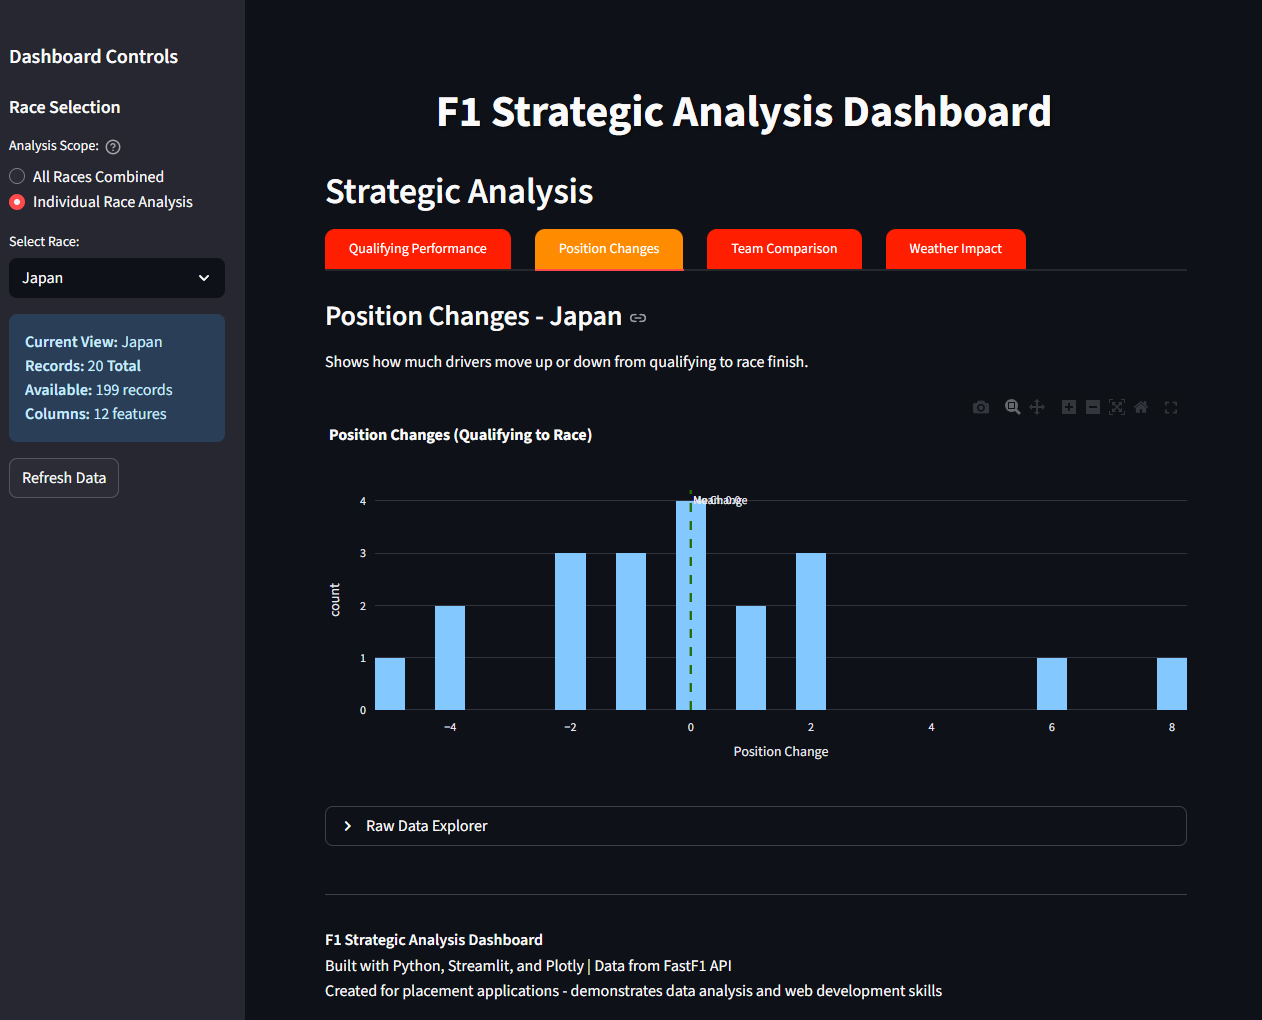 Dashboard Controls
Race Selection
Analysis Scope:
All Races Combined
Individual Race Analysis
Select Race:
Japan
Current View: Japan
Records: 20 Total
Available: 199 records
Columns: 12 features
Refresh Data
F1 Strategic Analysis Dashboard
Strategic Analysis
Qualifying Performance
Position Changes
Team Comparison
Weather Impact
Position Changes - Japan
Shows how much drivers move up or down from qualifying to race finish.
Position Changes (Qualifying to Race)
No Change
Mean: 0.0
4
3
2
1
0
count
−4
−2
0
2
4
6
8
Position Change
Raw Data Explorer
F1 Strategic Analysis Dashboard
Built with Python, Streamlit, and Plotly | Data from FastF1 API
Created for placement applications - demonstrates data analysis and web development skills